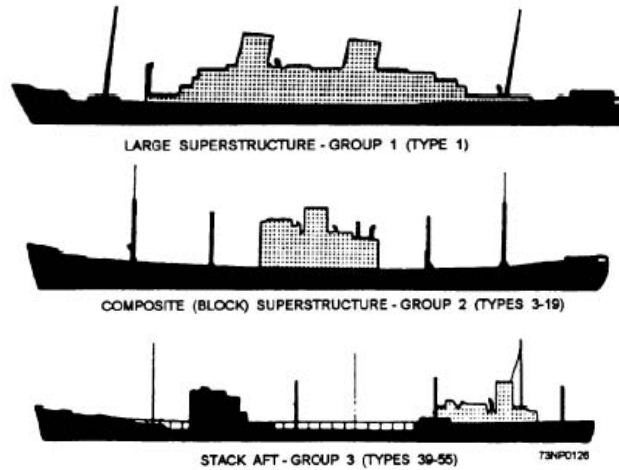 LARGE SUPERSTRUCTURE - GROUP 1 (TYPE 1)
COMPOSITE (BLOCK) SUPERSTRUCTURE - GROUP 2 (TYPES 3-19)
STACK AFT - GROUP 3 (TYPES 39-55)
73NP0126